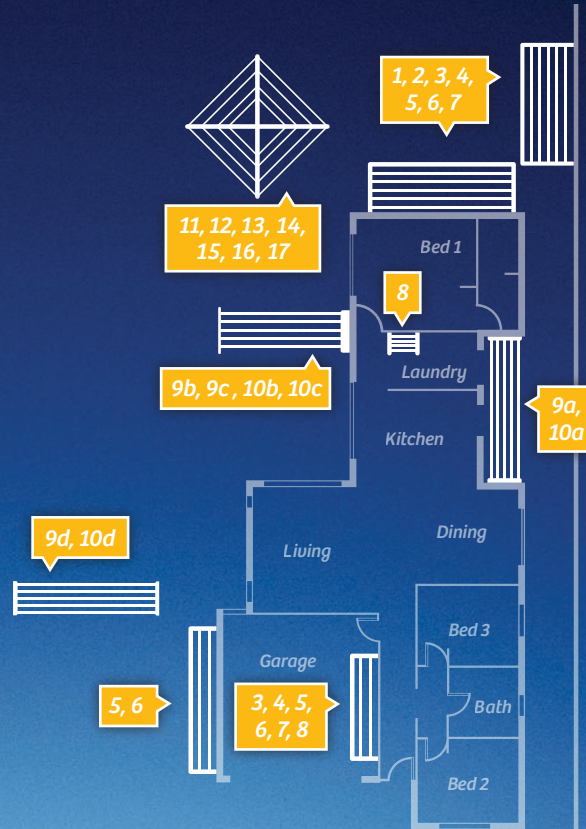 1, 2, 3, 4,
5, 6, 7
11, 12, 13, 14,
15, 16, 17
Bed 1
8
9b, 9c , 10b, 10c
Laundry
9a,
10a
Kitchen
9d, 10d
Living
Dining
Bed 3
Garage
5, 6
3, 4, 5,
6, 7, 8
Bath
Bed 2